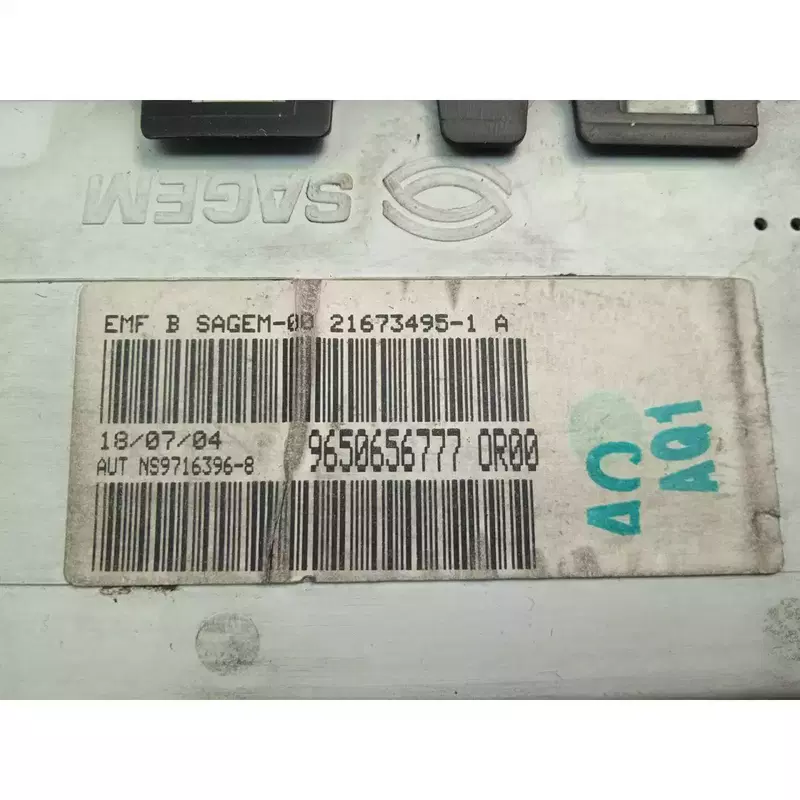 SAGEM
EMF B SAGEM-00 21673495-1 A
18/07/04
AUT NS9716396-8
9650656777 0R00
AQ1